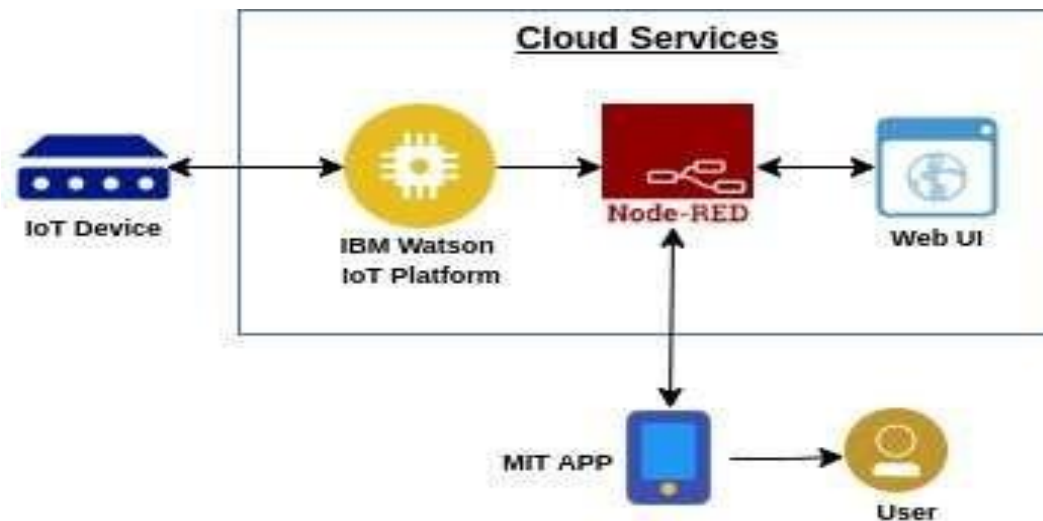 Cloud Services
IoT Device
IBM Watson
IoT Platform
Node-RED
Web UI
MIT APP
User